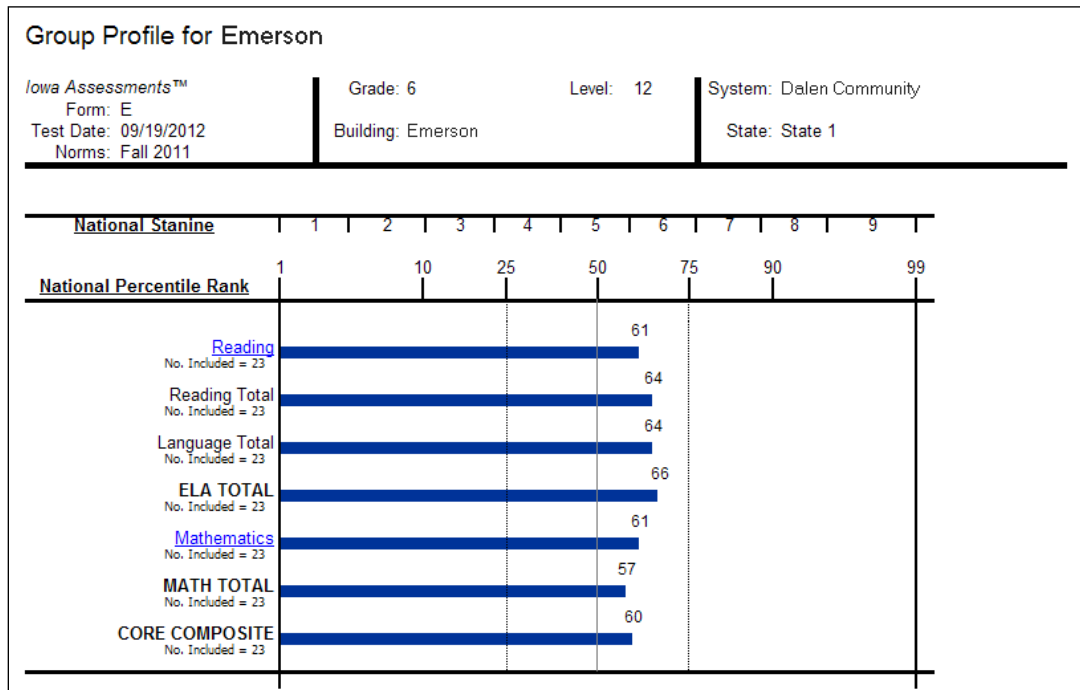 Group Profile for Emerson
Iowa Assessments™
Form: E
Test Date: 09/19/2012
Norms: Fall 2011
Grade: 6
Level: 12
Building: Emerson
System: Dalen Community
State: State 1
National Stanine 1 2 3 4 5 6 7 8 9
1 10 25 50 75 90 99
National Percentile Rank
61
Reading
No. Included = 23
64
Reading Total
No. Included = 23
64
Language Total
No. Included = 23
66
ELA TOTAL
No. Included = 23
61
Mathematics
No. Included = 23
57
MATH TOTAL
No. Included = 23
60
CORE COMPOSITE
No. Included = 23